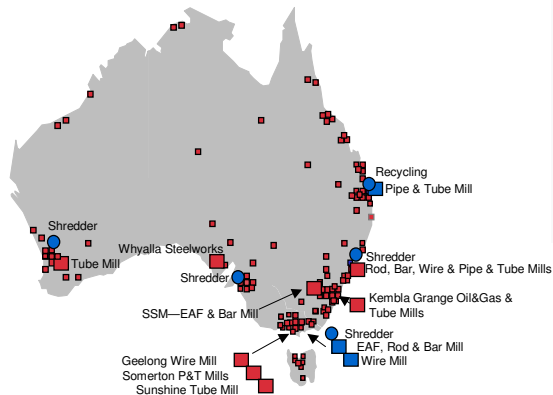 Recycling
Pipe & Tube Mill
Shredder
Whyalla Steelworks
Tube Mill
Shredder
Rod, Bar, Wire & Pipe & Tube Mills
Shredder
Kembla Grange Oil&Gas &
Tube Mills
SSM—EAF & Bar Mill
Shredder
EAF, Rod & Bar Mill
Wire Mill
Geelong Wire Mill
Somerton P&T Mills
Sunshine Tube Mill